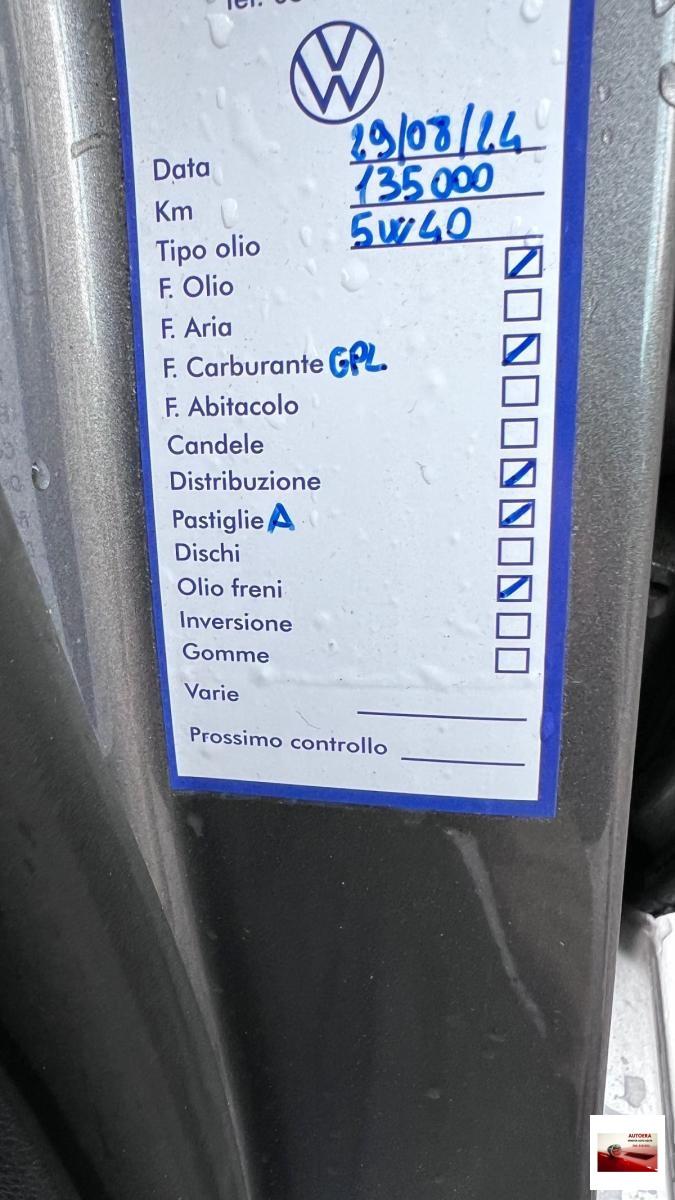 Tel.
Data 29/08/24
Km 135000
Tipo olio 5W40
F. Olio
F. Aria
F. Carburante GPL.
F. Abitacolo
Candele
Distribuzione
Pastiglie A
Dischi
Olio freni
Inversione
Gomme
Varie
Prossimo controllo
AUTOERA